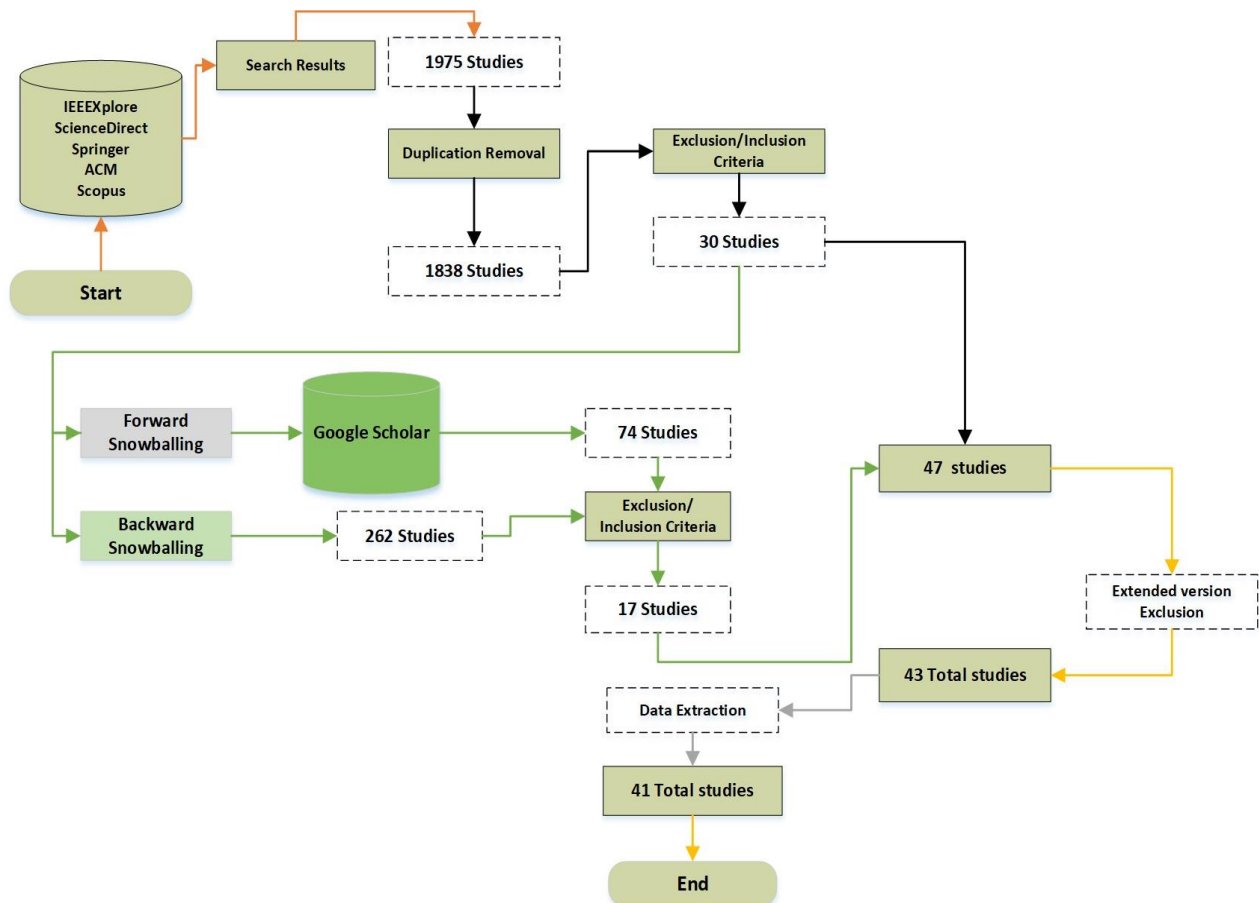 IEEEXplore
ScienceDirect
Springer
ACM
Scopus
Start
Search Results
1975 Studies
Duplication Removal
1838 Studies
Exclusion/Inclusion
Criteria
30 Studies
Forward
Snowballing
Google Scholar
74 Studies
Backward
Snowballing
262 Studies
Exclusion/
Inclusion Criteria
17 Studies
47 studies
Extended version
Exclusion
43 Total studies
Data Extraction
41 Total studies
End